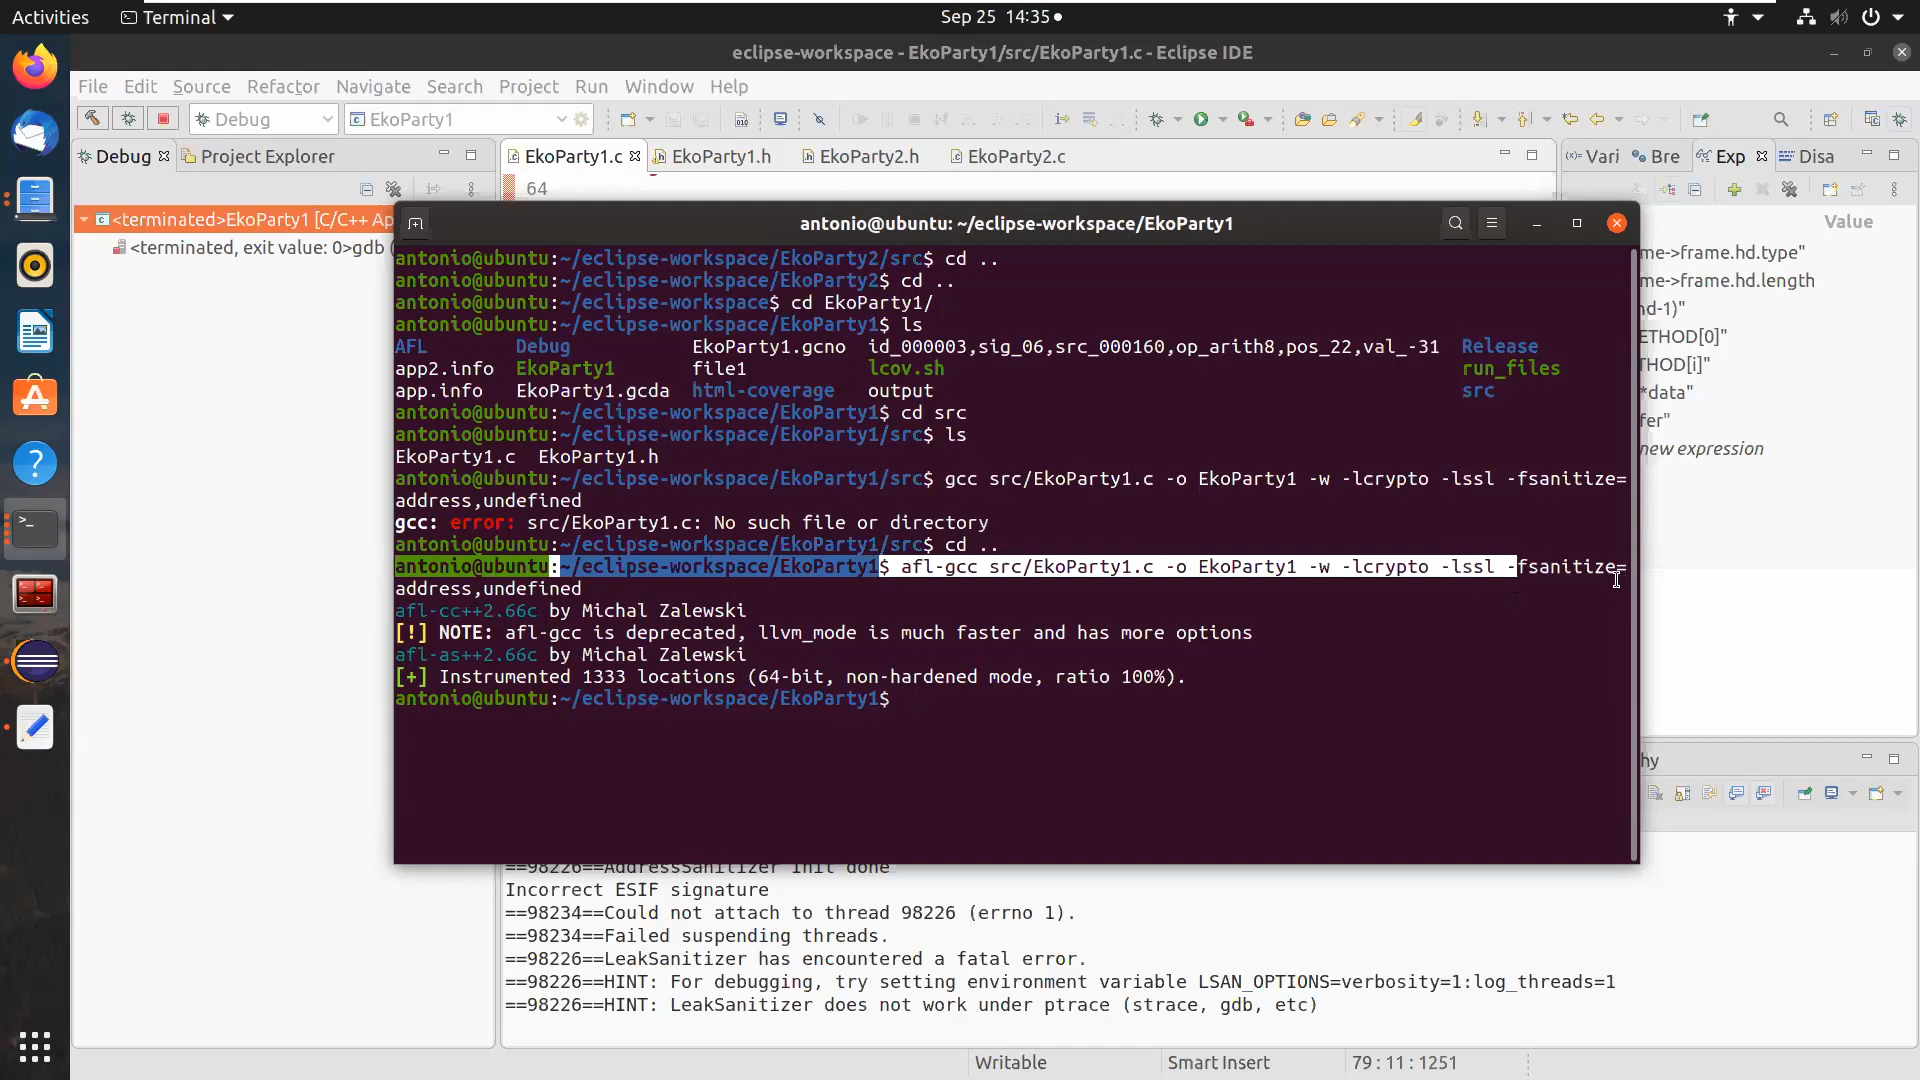 Activities Terminal Sep 25 14:35
eclipse-workspace - EkoParty1/src/EkoParty1.c - Eclipse IDE
File Edit Source Refactor Navigate Search Project Run Window Help
Debug EkoParty1
Debug Project Explorer EkoParty1.c EkoParty1.h EkoParty2.h EkoParty2.c (x)= Vari Bre Exp Disa
64
<terminated>EkoParty1 [C/C++ Ap
<terminated, exit value: 0>gdb (
Value
me->frame.hd.type"
me->frame.hd.length
nd-1)"
ETHOD[0]"
THOD[i]"
*data"
fer"
new expression
hy
antonio@ubuntu: ~/eclipse-workspace/EkoParty1
antonio@ubuntu:~/eclipse-workspace/EkoParty2/src$ cd ..
antonio@ubuntu:~/eclipse-workspace/EkoParty2$ cd ..
antonio@ubuntu:~/eclipse-workspace$ cd EkoParty1/
antonio@ubuntu:~/eclipse-workspace/EkoParty1$ ls
AFL Debug EkoParty1.gcno id_000003,sig_06,src_000160,op_arith8,pos_22,val_-31 Release
app2.info EkoParty1 file1 lcov.sh run_files
app.info EkoParty1.gcda html-coverage output src
antonio@ubuntu:~/eclipse-workspace/EkoParty1$ cd src
antonio@ubuntu:~/eclipse-workspace/EkoParty1/src$ ls
EkoParty1.c EkoParty1.h
antonio@ubuntu:~/eclipse-workspace/EkoParty1/src$ gcc src/EkoParty1.c -o EkoParty1 -w -lcrypto -lssl -fsanitize=
address,undefined
gcc: error: src/EkoParty1.c: No such file or directory
antonio@ubuntu:~/eclipse-workspace/EkoParty1/src$ cd ..
antonio@ubuntu:~/eclipse-workspace/EkoParty1$ afl-gcc src/EkoParty1.c -o EkoParty1 -w -lcrypto -lssl -fsanitize=
address,undefined
afl-cc++2.66c by Michal Zalewski
[!] NOTE: afl-gcc is deprecated, llvm_mode is much faster and has more options
afl-as++2.66c by Michal Zalewski
[+] Instrumented 1333 locations (64-bit, non-hardened mode, ratio 100%).
antonio@ubuntu:~/eclipse-workspace/EkoParty1$
==98226==AddressSanitizer Init done
Incorrect ESIF signature
==98234==Could not attach to thread 98226 (errno 1).
==98234==Failed suspending threads.
==98226==LeakSanitizer has encountered a fatal error.
==98226==HINT: For debugging, try setting environment variable LSAN_OPTIONS=verbosity=1:log_threads=1
==98226==HINT: LeakSanitizer does not work under ptrace (strace, gdb, etc)
Writable Smart Insert 79 : 11 : 1251